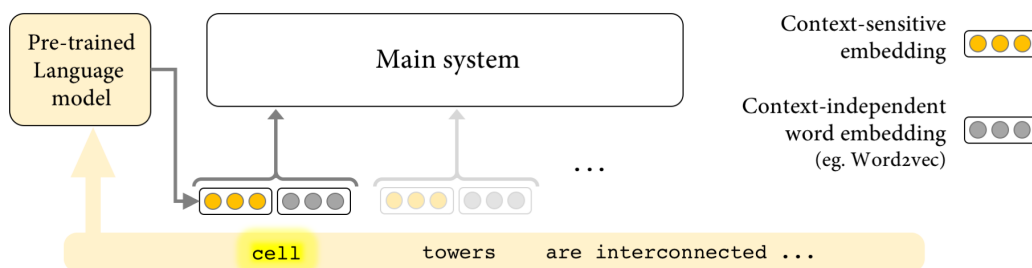 Pre-trained
Language
model
Main system
Context-sensitive
embedding
Context-independent
word embedding
(eg. Word2vec)
...
cell towers are interconnected ...